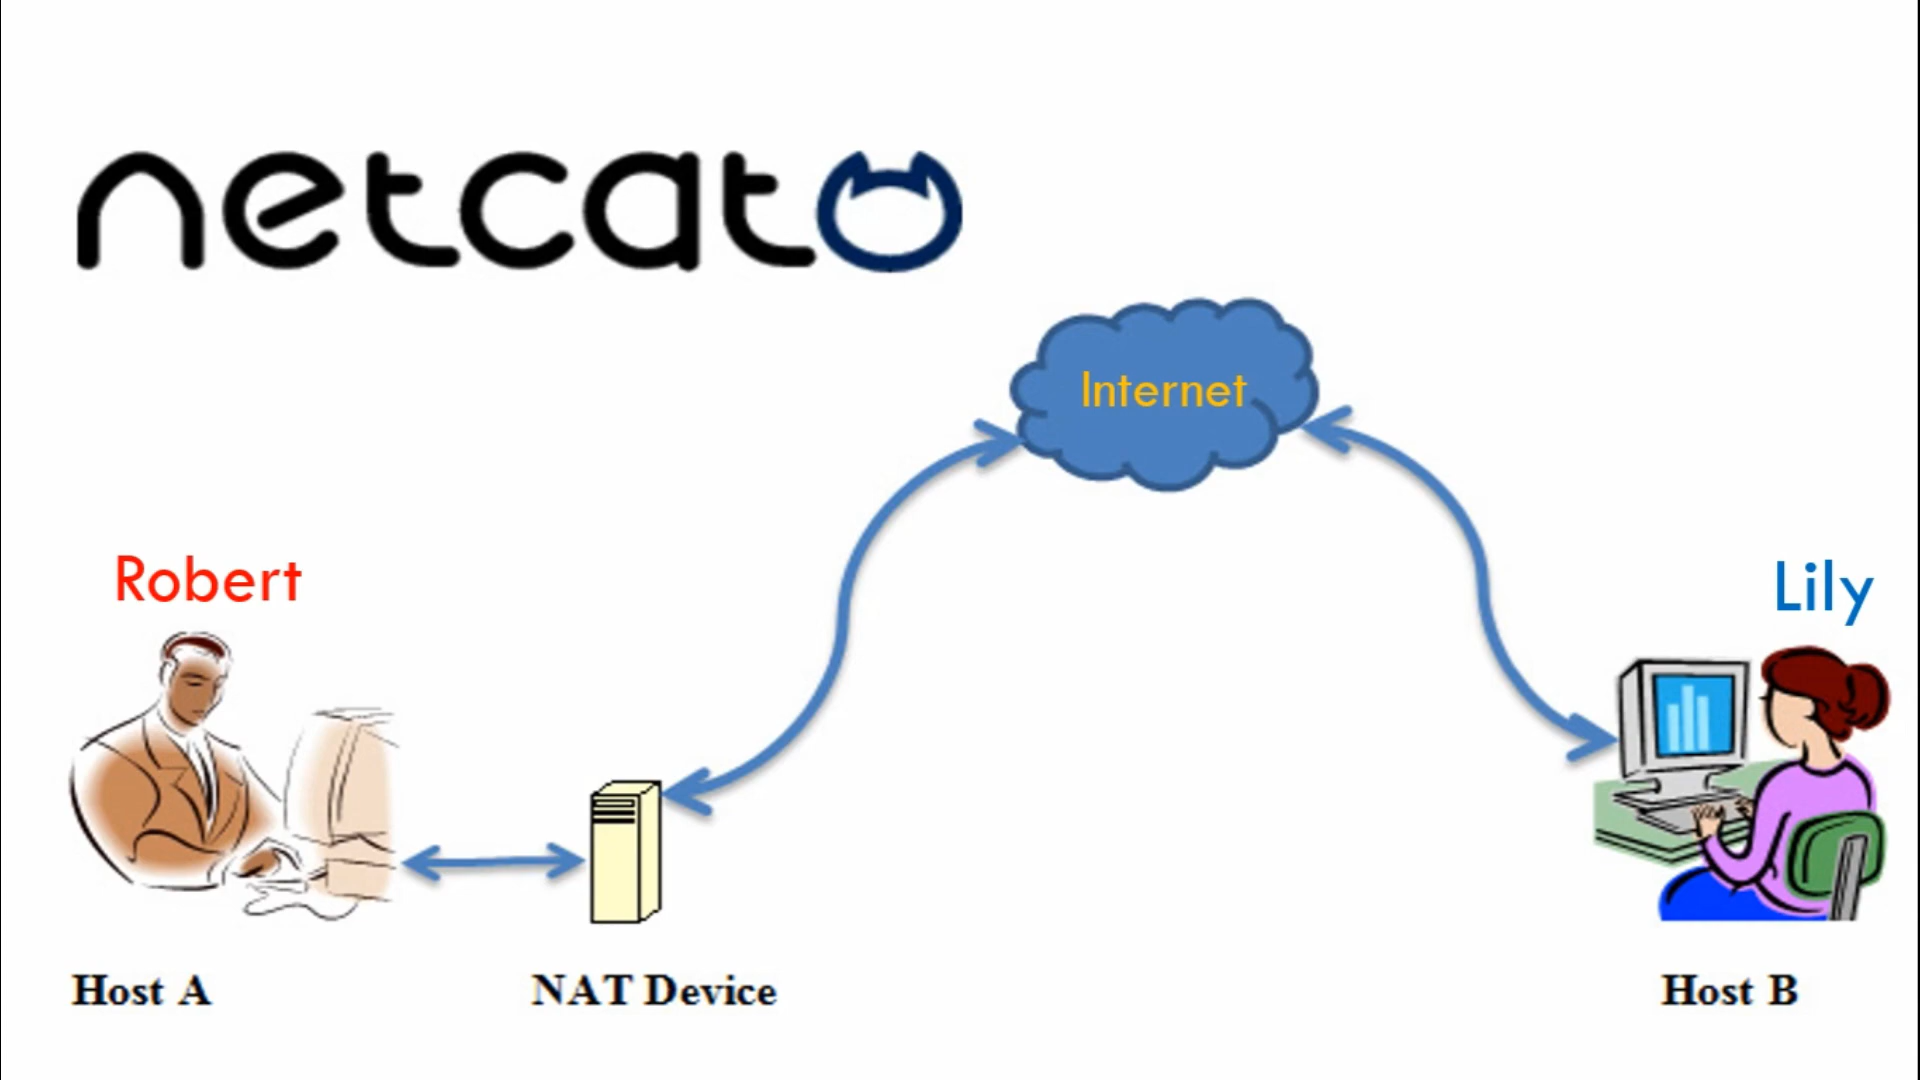 netcat
Internet
Robert
Lily
Host A
NAT Device
Host B